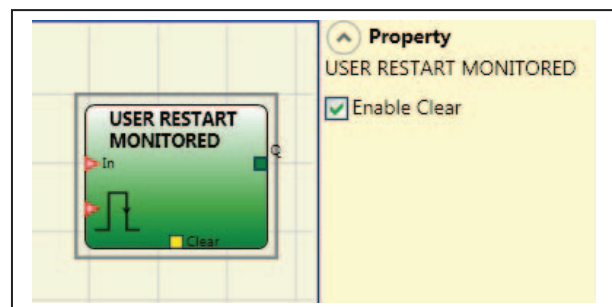 USER RESTART
MONITORED
In
Q
Clear
Property
USER RESTART MONITORED
Enable Clear